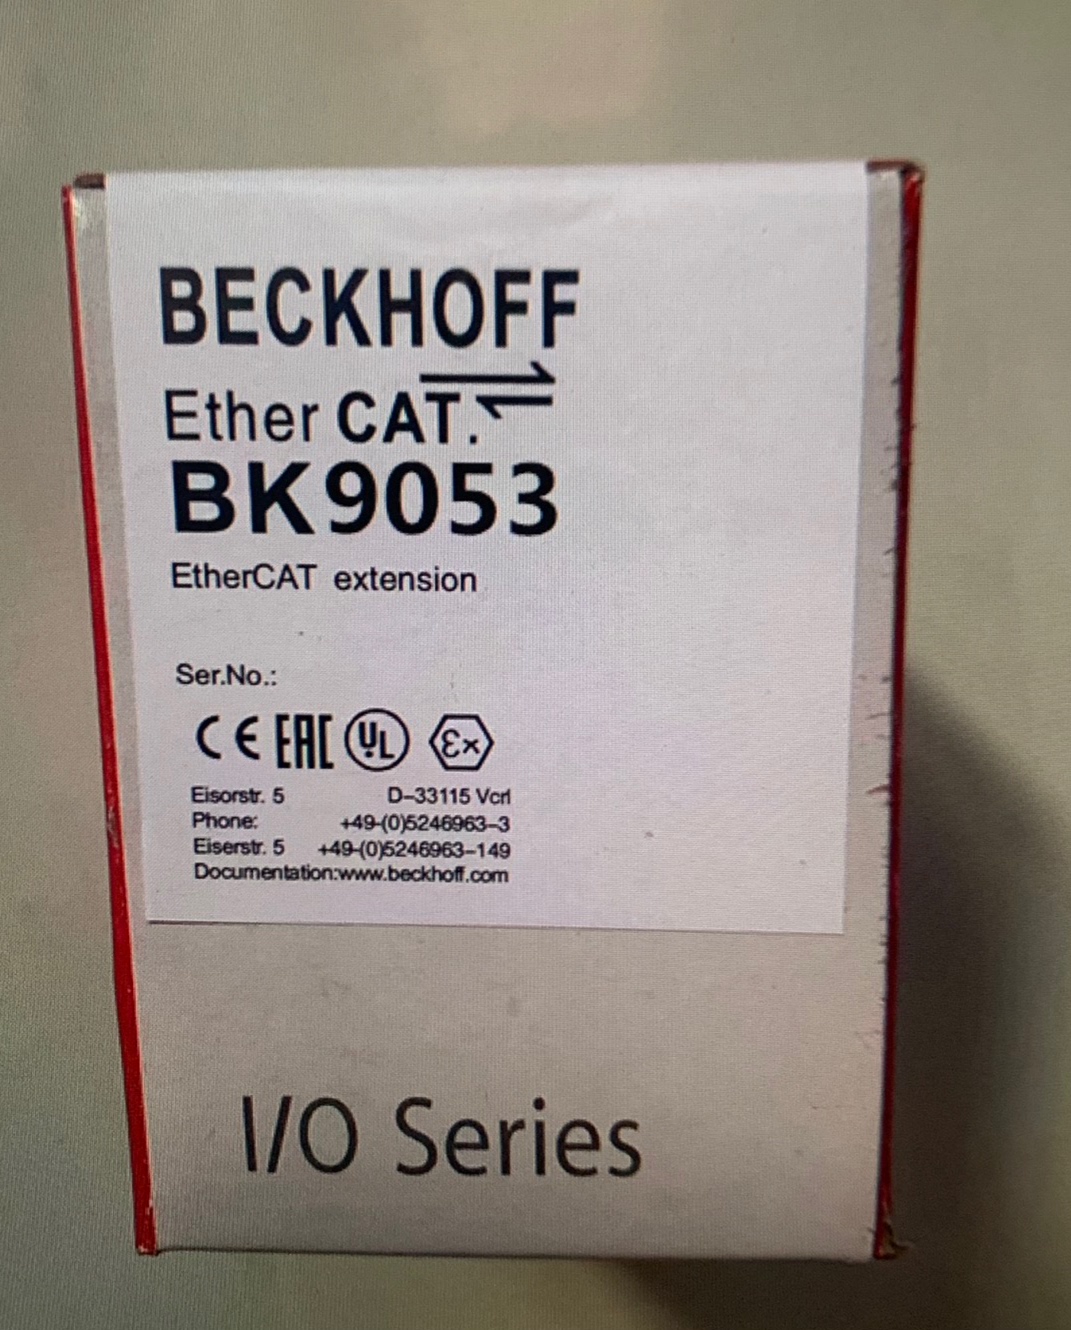 BECKHOFF
Ether CAT.
BK9053
EtherCAT extension
Ser.No.:
CE EAC UL Ex
Eisorstr. 5 D-33115 Vcrl
Phone: +49-(0)5246963-3
Eiserstr. 5 +49-(0)5246963-149
Documentation:www.beckhoff.com
I/O Series